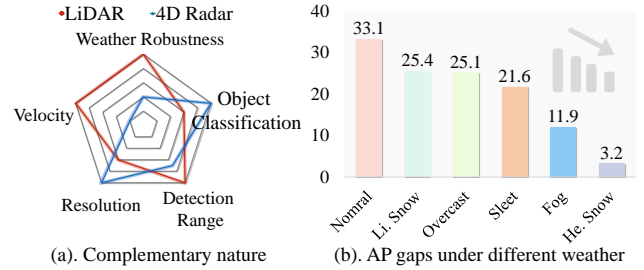 LiDAR 4D Radar
Weather Robustness
Velocity
Object
Classification
Resolution
Detection
Range
(a). Complementary nature
40
30
20
10
0
33.1
25.4
25.1
21.6
11.9
3.2
Nomral
Li. Snow
Overcast
Sleet
Fog
He. Snow
(b). AP gaps under different weather